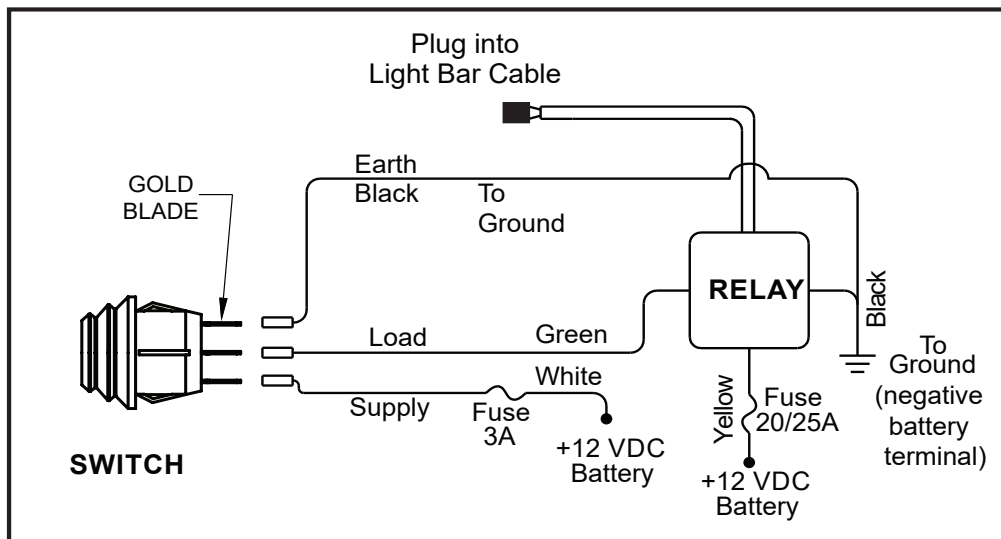 Plug into
Light Bar Cable
Earth
Black
To
Ground
GOLD
BLADE
RELAY
Black
Load
Green
White
Supply
Fuse
3A
+12 VDC
Battery
Yellow
Fuse
20/25A
+12 VDC
Battery
To
Ground
(negative
battery
terminal)
SWITCH